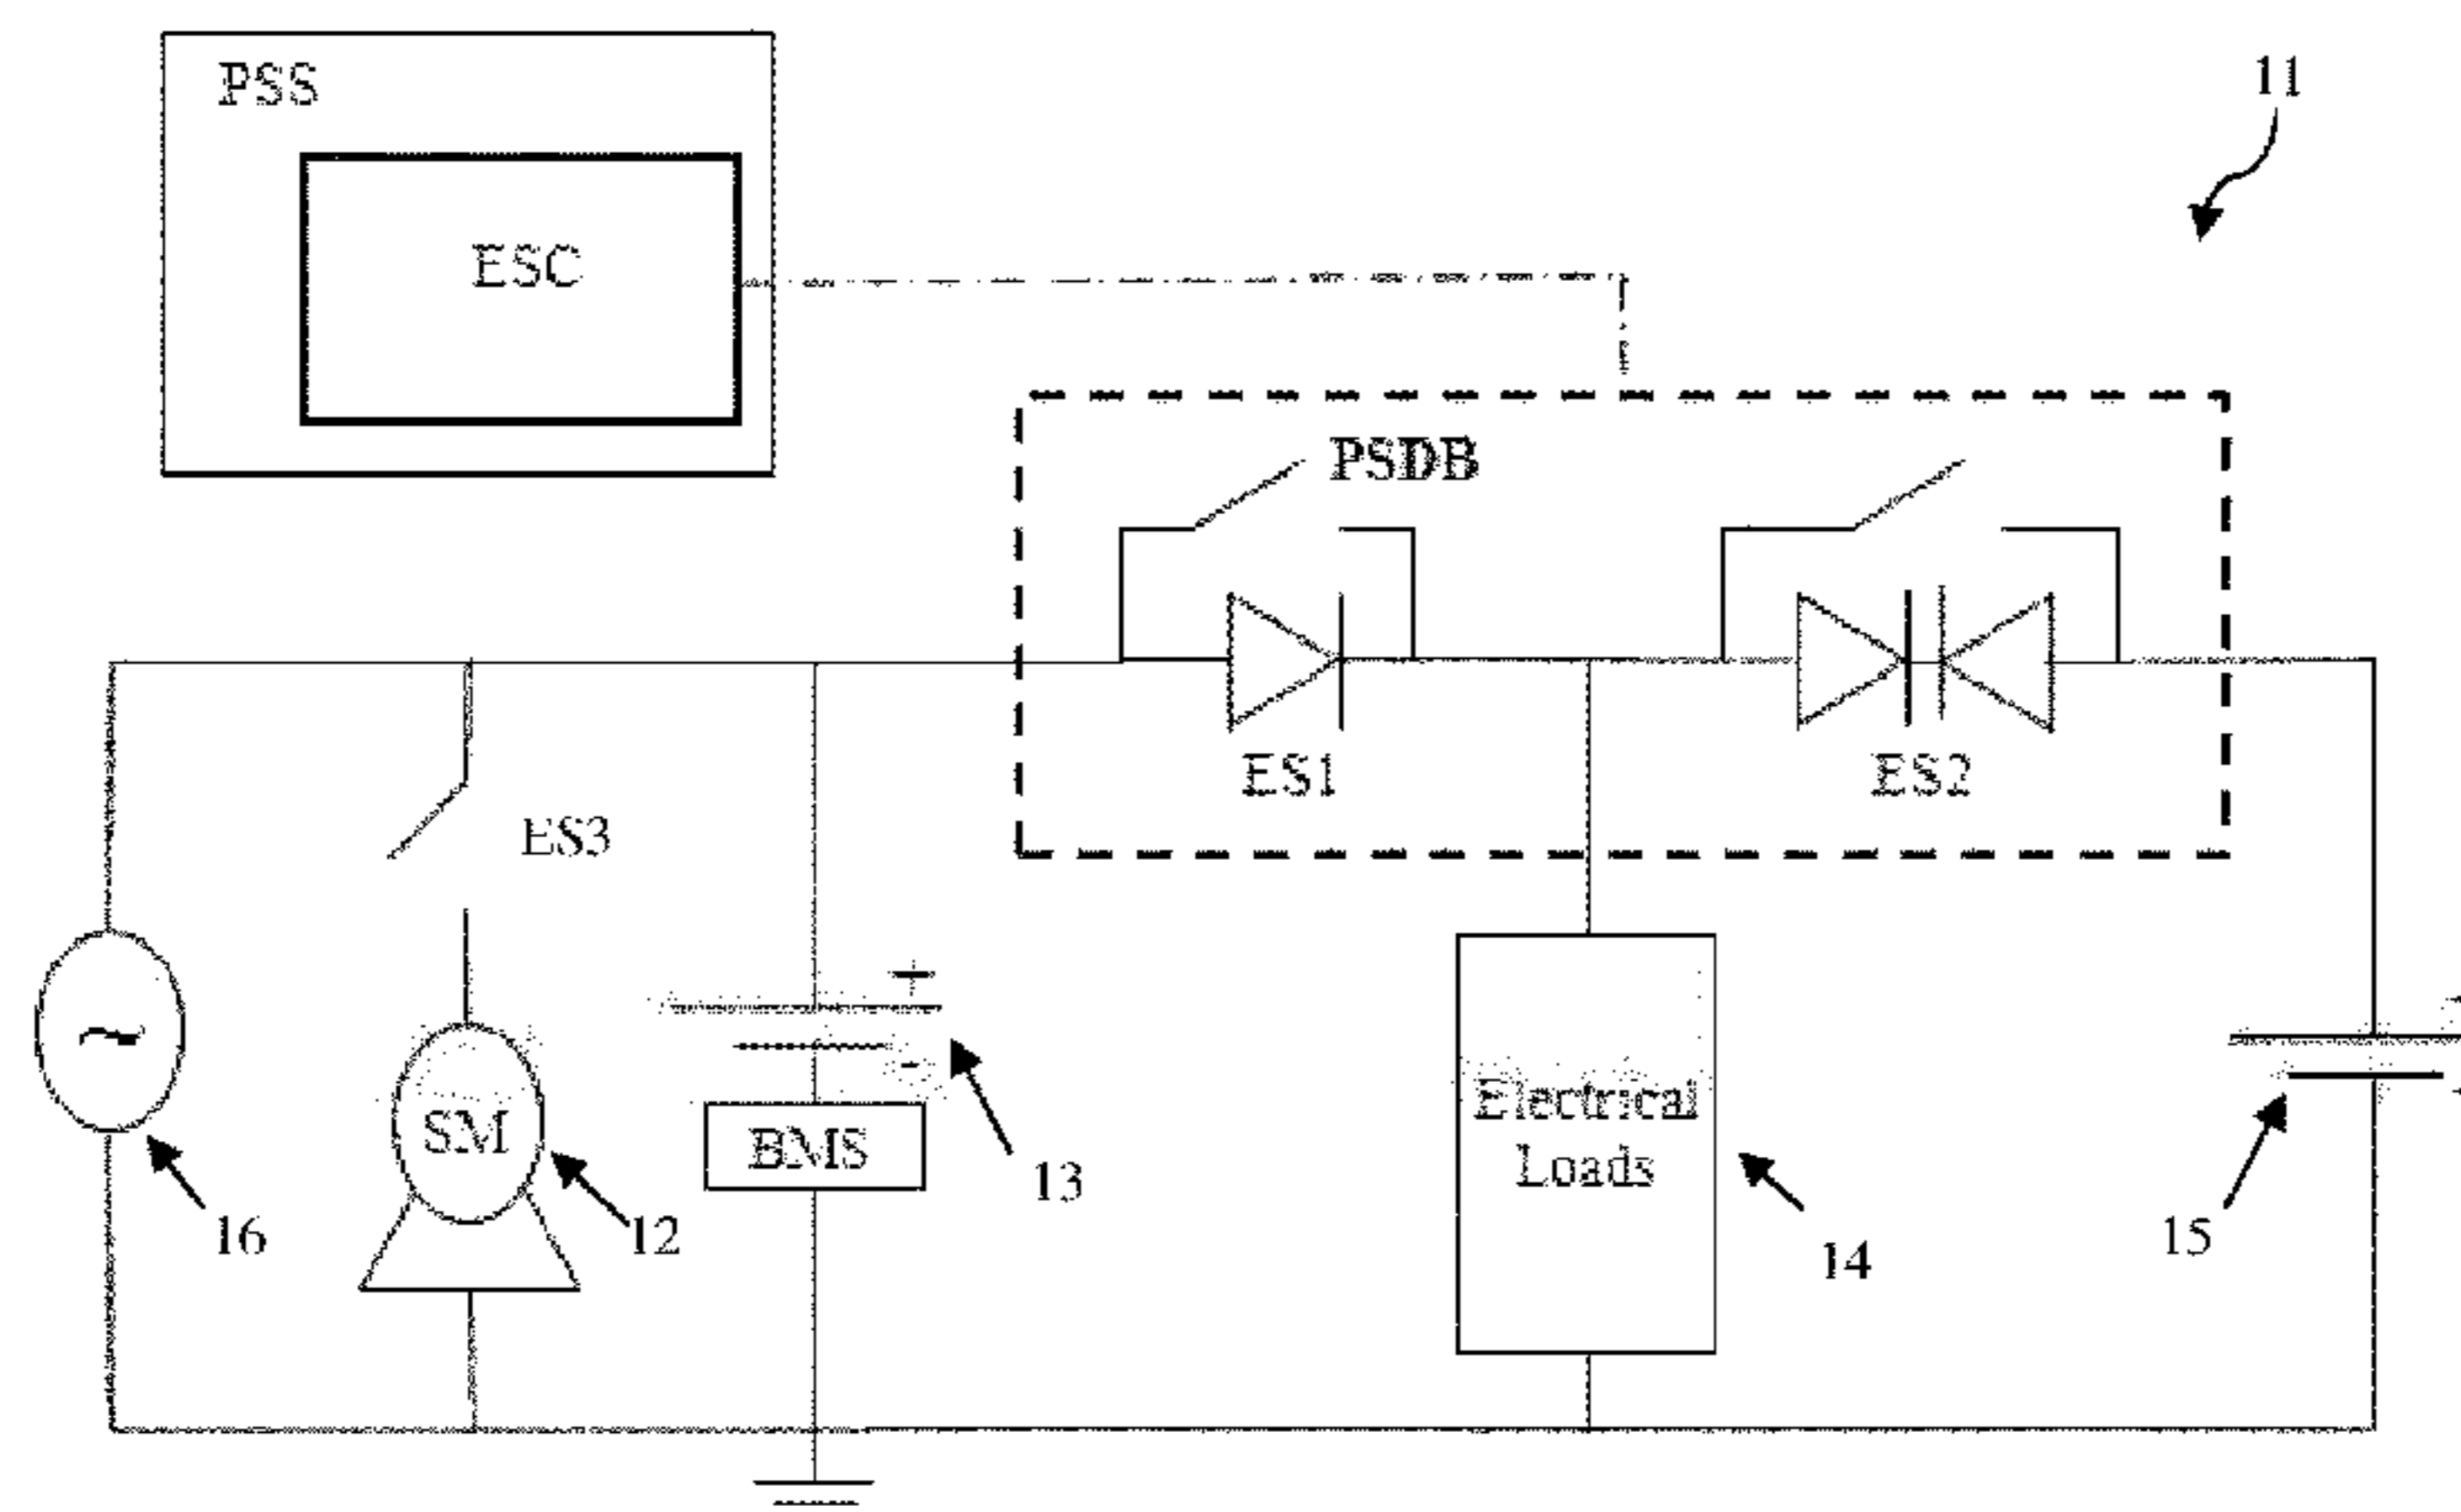 PSS
11
ESC
PSDB
ES1
ES2
ES3
~
+
-
SM
BMS
13
Electrical
Loads
16
12
14
15